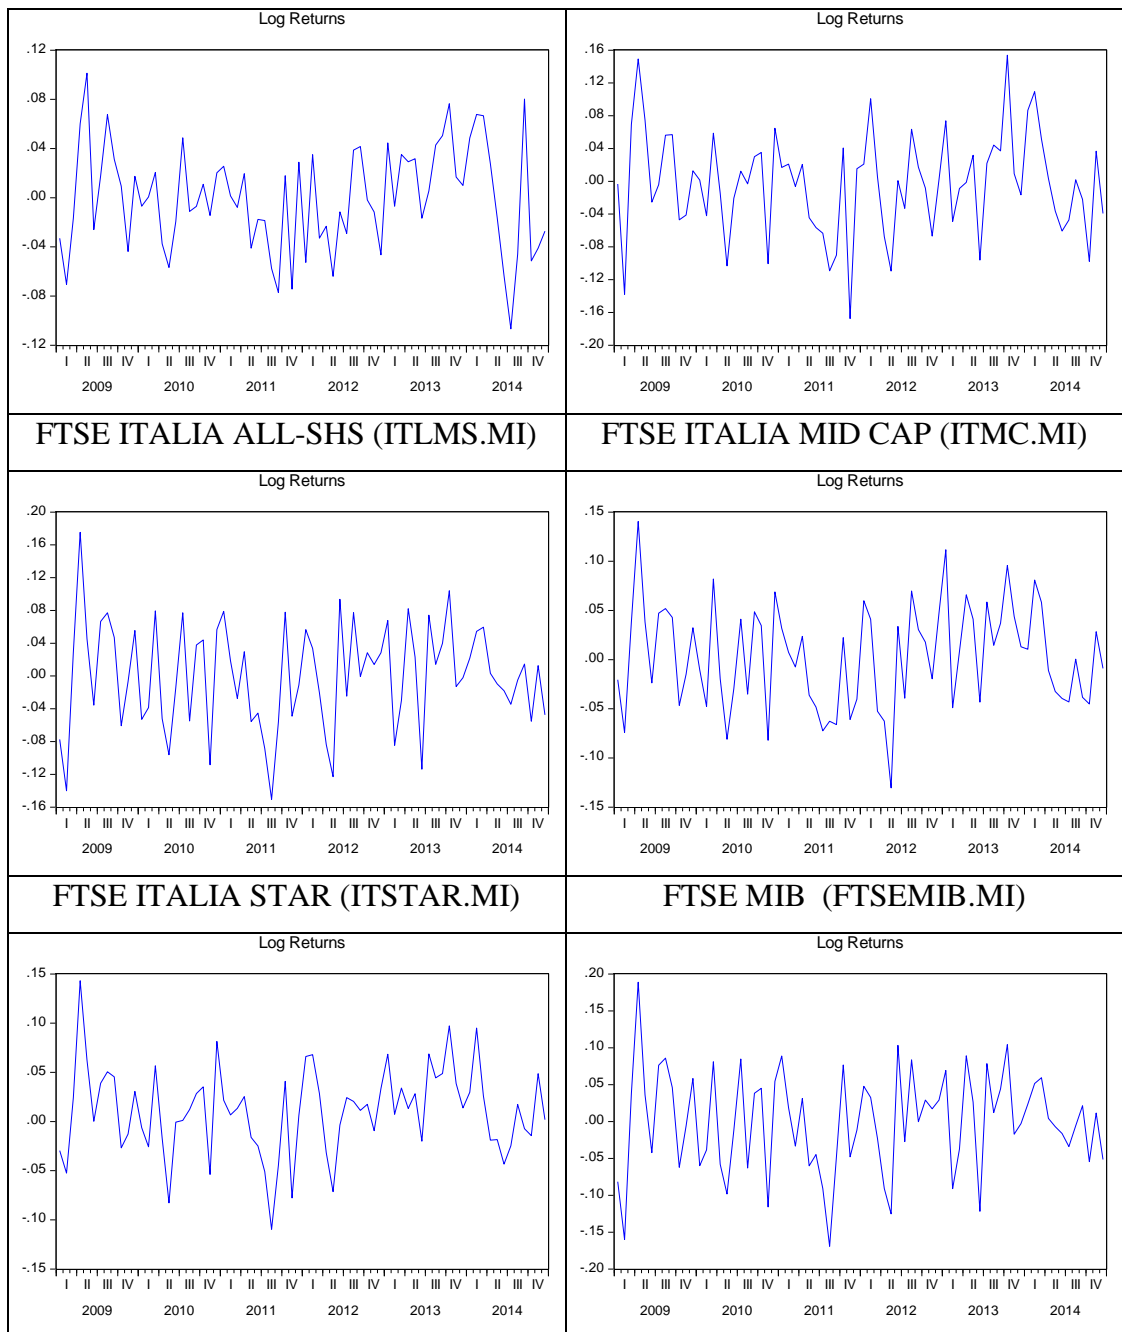 Log Returns
.12
.08
.04
.00
-.04
-.08
-.12
I II III IV I II III IV I II III IV I II III IV I II III IV I II III IV
2009 2010 2011 2012 2013 2014
Log Returns
.16
.12
.08
.04
.00
-.04
-.08
-.12
-.16
-.20
I II III IV I II III IV I II III IV I II III IV I II III IV I II III IV
2009 2010 2011 2012 2013 2014
FTSE ITALIA ALL-SHS (ITLMS.MI)
FTSE ITALIA MID CAP (ITMC.MI)
Log Returns
.20
.16
.12
.08
.04
.00
-.04
-.08
-.12
-.16
I II III IV I II III IV I II III IV I II III IV I II III IV I II III IV
2009 2010 2011 2012 2013 2014
Log Returns
.15
.10
.05
.00
-.05
-.10
-.15
I II III IV I II III IV I II III IV I II III IV I II III IV I II III IV
2009 2010 2011 2012 2013 2014
FTSE ITALIA STAR (ITSTAR.MI)
FTSE MIB (FTSEMIB.MI)
Log Returns
.15
.10
.05
.00
-.05
-.10
-.15
I II III IV I II III IV I II III IV I II III IV I II III IV I II III IV
2009 2010 2011 2012 2013 2014
Log Returns
.20
.15
.10
.05
.00
-.05
-.10
-.15
-.20
I II III IV I II III IV I II III IV I II III IV I II III IV I II III IV
2009 2010 2011 2012 2013 2014